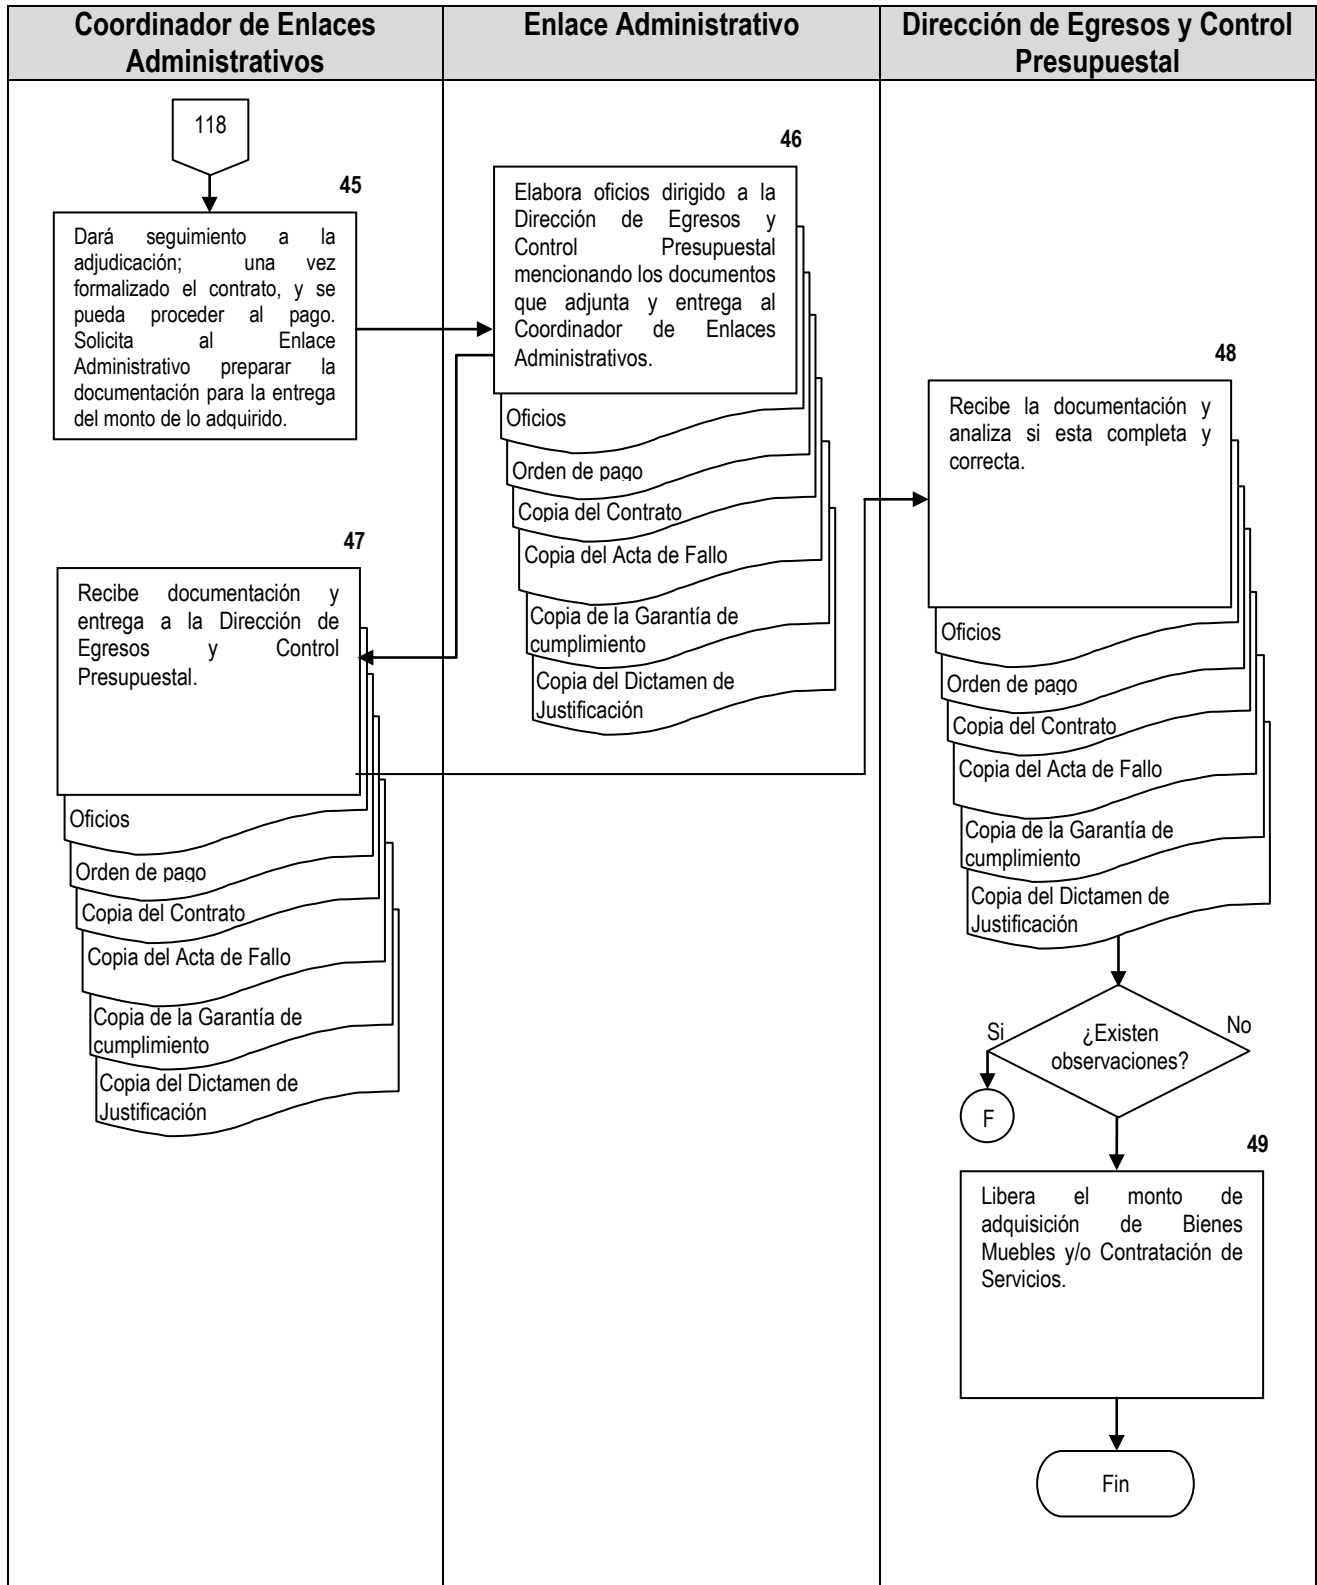 Coordinador de Enlaces
Administrativos
Enlace Administrativo
Dirección de Egresos y Control
Presupuestal
118
45
Dará seguimiento a la
adjudicación; una vez
formalizado el contrato, y se
pueda proceder al pago.
Solicita al Enlace
Administrativo preparar la
documentación para la entrega
del monto de lo adquirido.
46
Elabora oficios dirigido a la
Dirección de Egresos y
Control Presupuestal
mencionando los documentos
que adjunta y entrega al
Coordinador de Enlaces
Administrativos.
Oficios
Orden de pago
Copia del Contrato
Copia del Acta de Fallo
Copia de la Garantía de
cumplimiento
Copia del Dictamen de
Justificación
47
Recibe documentación y
entrega a la Dirección de
Egresos y Control
Presupuestal.
Oficios
Orden de pago
Copia del Contrato
Copia del Acta de Fallo
Copia de la Garantía de
cumplimiento
Copia del Dictamen de
Justificación
48
Recibe la documentación y
analiza si esta completa y
correcta.
Oficios
Orden de pago
Copia del Contrato
Copia del Acta de Fallo
Copia de la Garantía de
cumplimiento
Copia del Dictamen de
Justificación
Si
¿Existen
observaciones?
No
F
49
Libera el monto de
adquisición de Bienes
Muebles y/o Contratación de
Servicios.
Fin